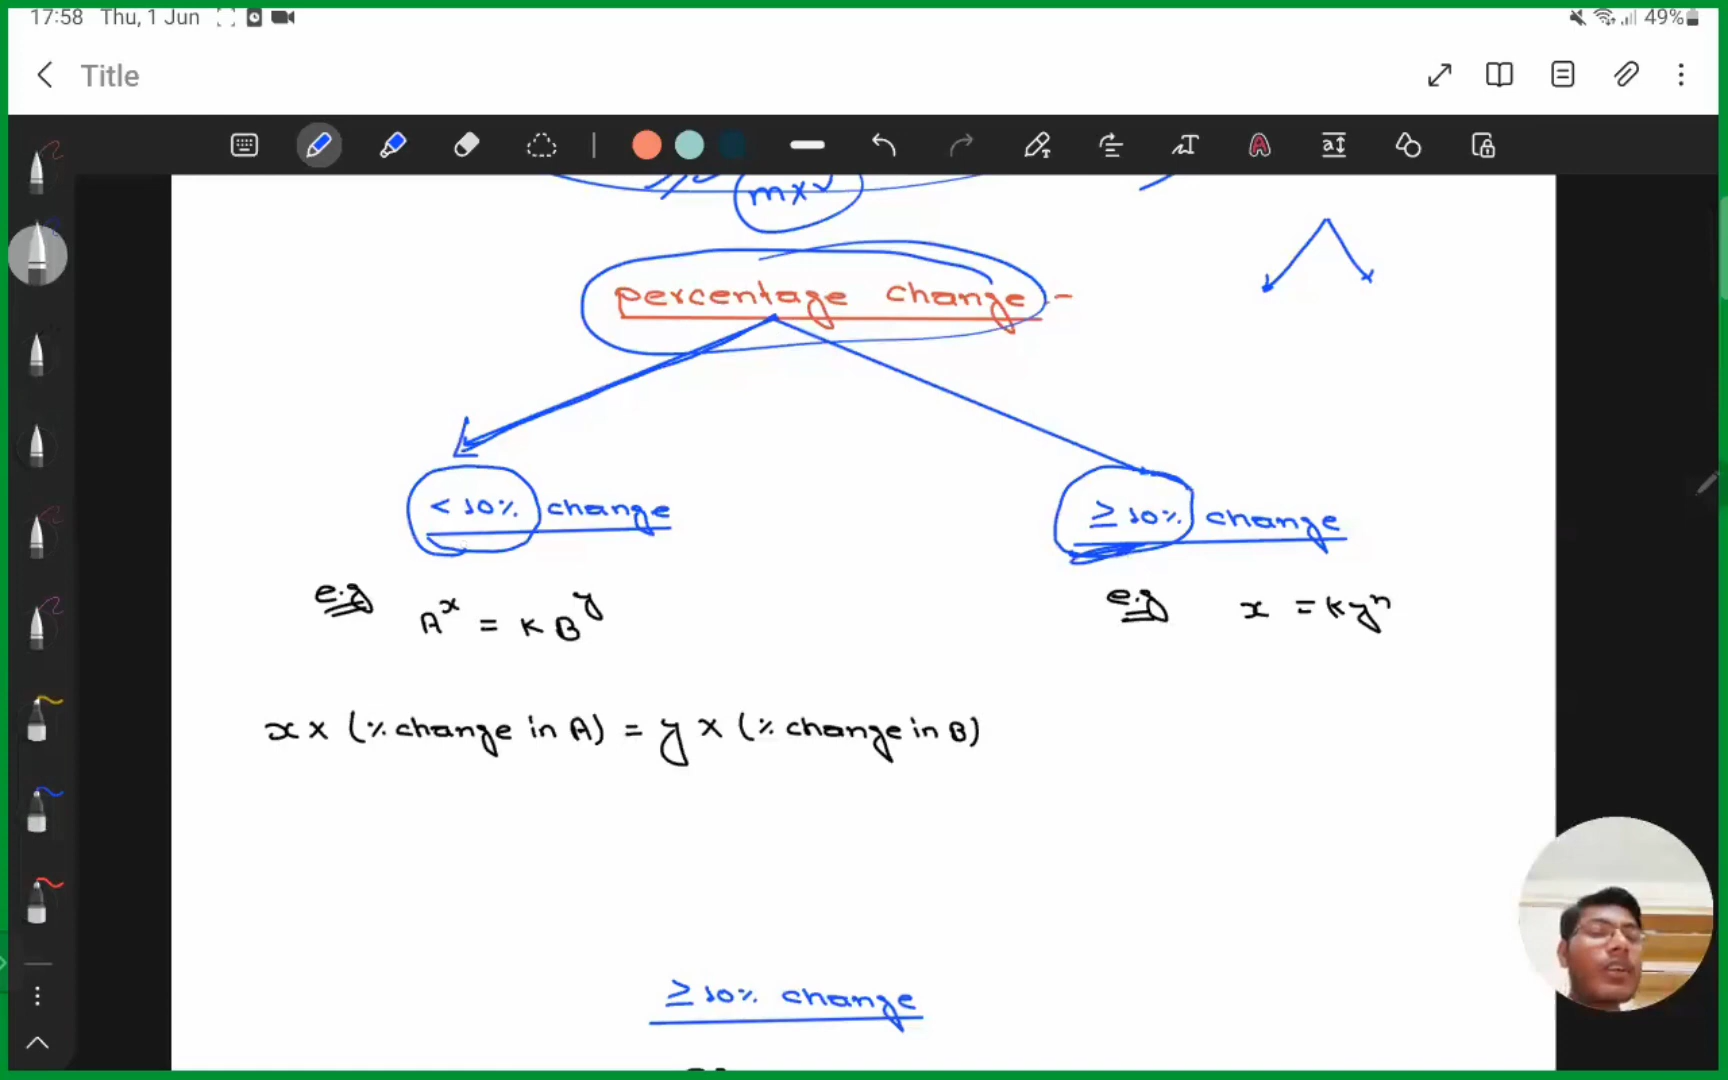 17:58 Thu, 1 Jun 49%
Title
m×v
percentage change -
< 10% change
≥ 10% change
e.g A^x = K B^y
e.g x = K y^n
x × (% change in A) = y × (% change in B)
≥ 10% change